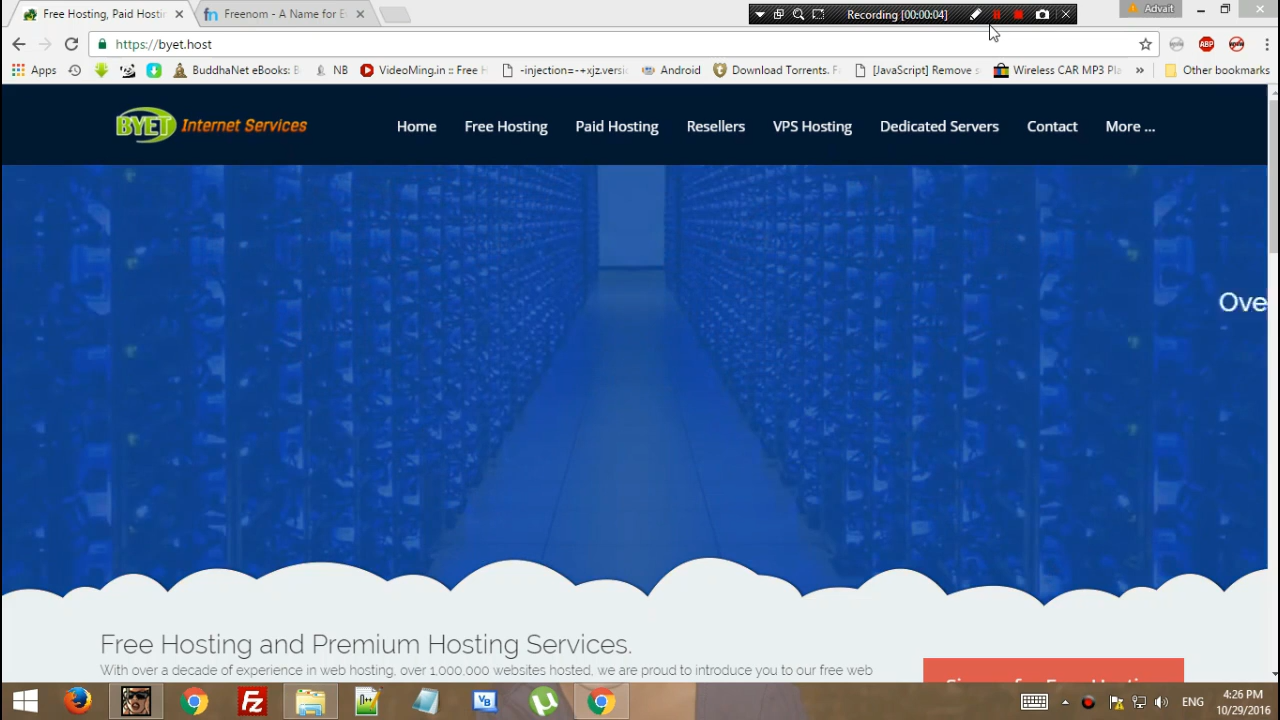 Free Hosting, Paid Hostin
Freenom - A Name for E
Recording [00:00:04]
Advait
https://byet.host
ABP
Apps
BuddhaNet eBooks: B
NB
VideoMing.:: Free H
-injection=-+xjz.versic
Android
Download Torrents. F
[JavaScript] Remove s
Wireless CAR MP3 Pla
»
Other bookmarks
BYET Internet Services
Home
Free Hosting
Paid Hosting
Resellers
VPS Hosting
Dedicated Servers
Contact
More ...
Ove
Free Hosting and Premium Hosting Services.
With over a decade of experience in web hosting, over 1,000,000 websites hosted, we are proud to introduce you to our free web
ENG
4:26 PM
10/29/2016